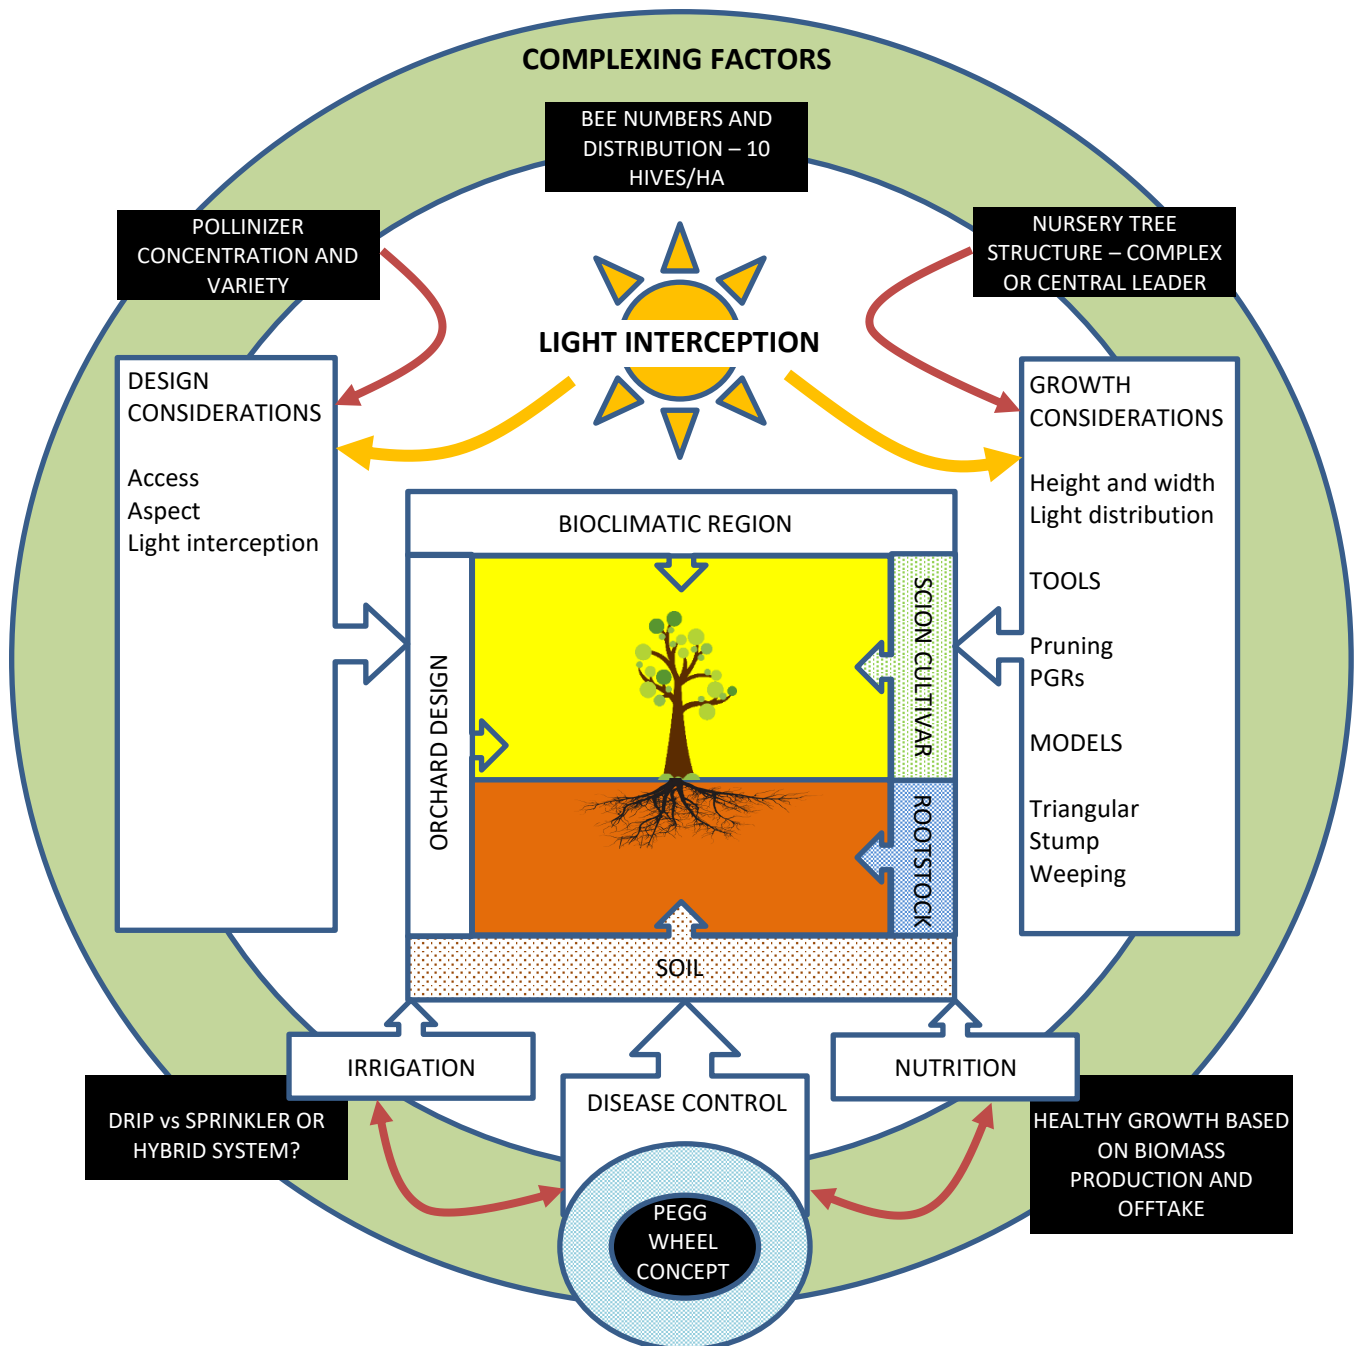 COMPLEXING FACTORS
BEE NUMBERS AND
DISTRIBUTION – 10
HIVES/HA
POLLINIZER
CONCENTRATION AND
VARIETY
NURSERY TREE
STRUCTURE – COMPLEX
OR CENTRAL LEADER
LIGHT INTERCEPTION
DESIGN
CONSIDERATIONS
Access
Aspect
Light interception
GROWTH
CONSIDERATIONS
Height and width
Light distribution
TOOLS
Pruning
PGRs
MODELS
Triangular
Stump
Weeping
BIOCLIMATIC REGION
ORCHARD DESIGN
SCION CULTIVAR
ROOTSTOCK
SOIL
IRRIGATION
DISEASE CONTROL
NUTRITION
DRIP vs SPRINKLER OR
HYBRID SYSTEM?
PEGG
WHEEL
CONCEPT
HEALTHY GROWTH BASED
ON BIOMASS
PRODUCTION AND
OFFTAKE